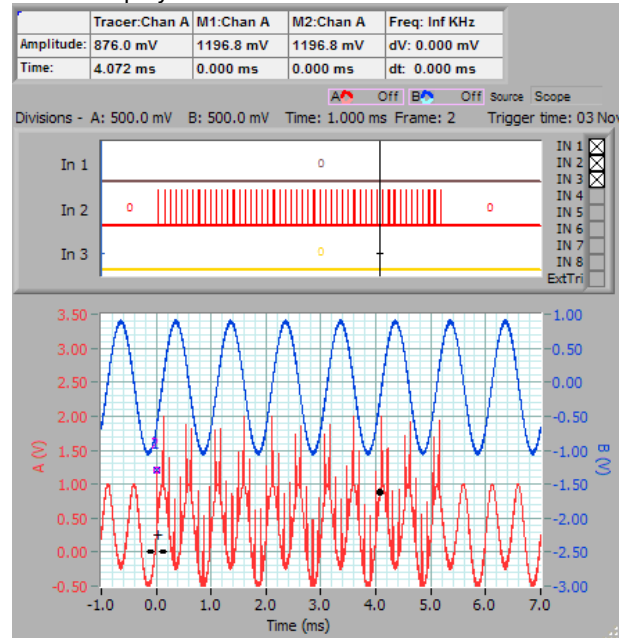 Tracer:Chan A M1:Chan A M2:Chan A Freq: Inf KHz
Amplitude: 876.0 mV 1196.8 mV 1196.8 mV dV: 0.000 mV
Time: 4.072 ms 0.000 ms 0.000 ms dt: 0.000 ms
A Off B Off Source Scope
Divisions - A: 500.0 mV B: 500.0 mV Time: 1.000 ms Frame: 2 Trigger time: 03 Nov
In 1 0 IN 1
IN 2
IN 3
In 2 0 0 IN 4
IN 5
IN 6
In 3 0 IN 7
IN 8
ExtTri
3.50 1.00
3.00 0.50
2.50 0.00
2.00 -0.50
1.50 -1.00
1.00 -1.50
0.50 -2.00
0.00 -2.50
-0.50 -3.00
A (V)
B (V)
-1.0 0.0 1.0 2.0 3.0 4.0 5.0 6.0 7.0
Time (ms)